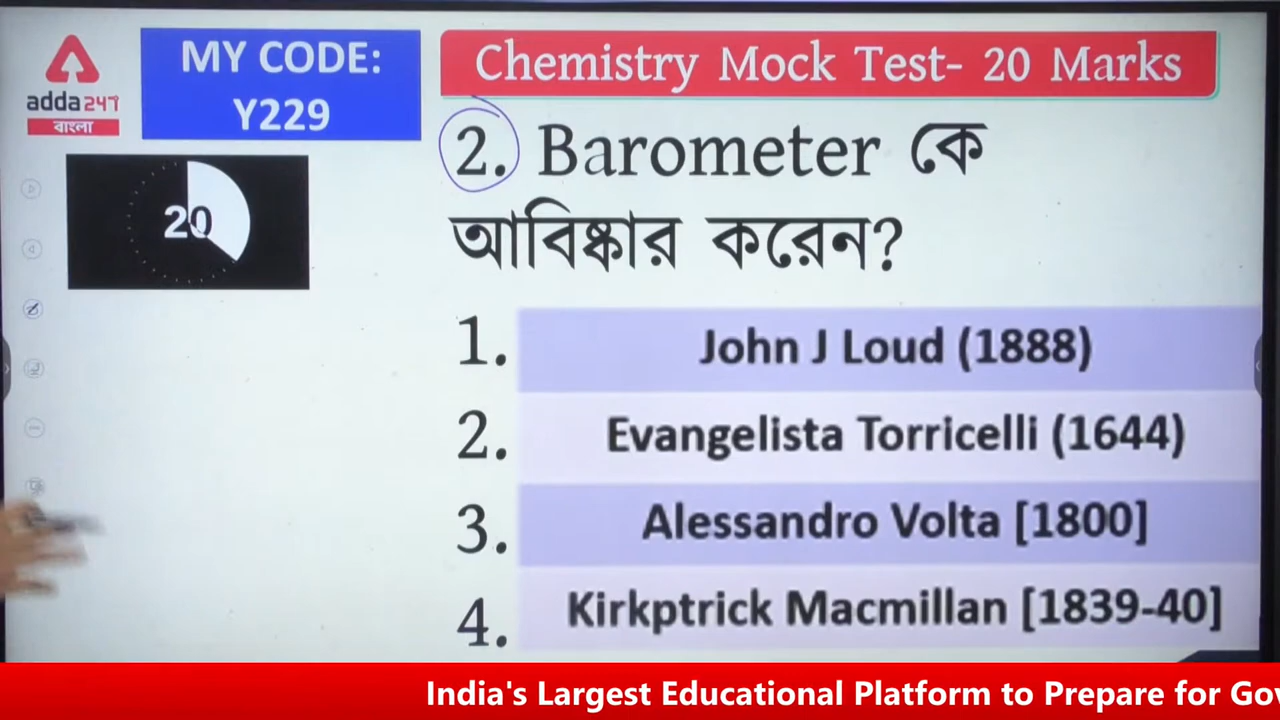 adda247
বাংলা
MY CODE:
Y229
Chemistry Mock Test- 20 Marks
20
2. Barometer কে
আবিষ্কার করেন?
1. John J Loud (1888)
2. Evangelista Torricelli (1644)
3. Alessandro Volta [1800]
4. Kirkptrick Macmillan [1839-40]
India's Largest Educational Platform to Prepare for Gov